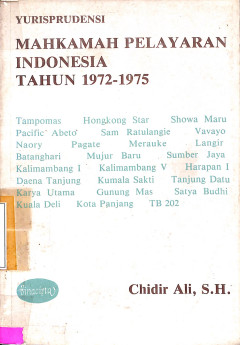 YURISPRUDENSI
MAHKAMAH PELAYARAN
INDONESIA
TAHUN 1972-1975
Tampomas Hongkong Star Showa Maru
Pacific Abeto Sam Ratulangie Vavayo
Naory Pagate Merauke Langir
Batanghari Mujur Baru Sumber Jaya
Kalimambang I Kalimambang V Harapan I
Daena Tanjung Kumala Sakti Tanjung Datu
Karya Utama Gunung Mas Satya Budhi
Kuala Deli Kota Panjang TB 202
Binacipta
Chidir Ali, S.H.